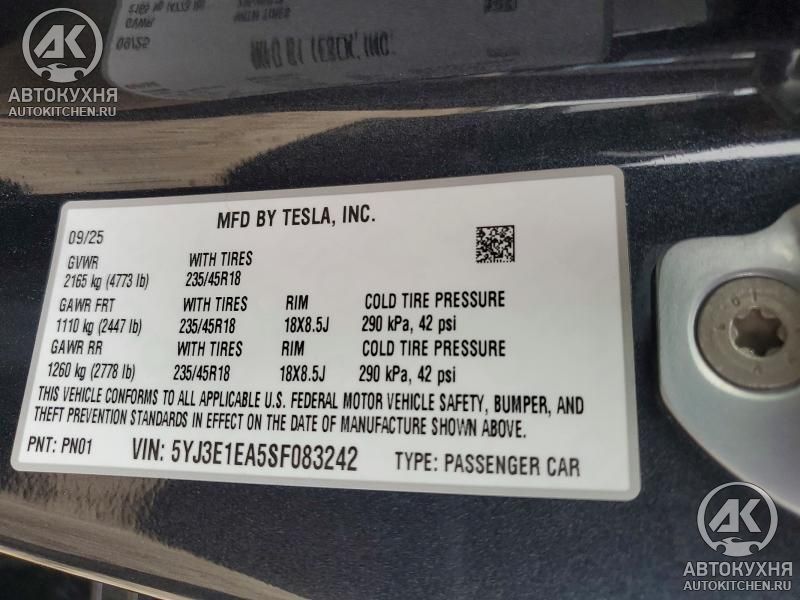 АК
АВТОКУХНЯ
AUTOKITCHEN.RU
MFD BY TESLA, INC.
09/25
GVWR WITH TIRES
2165 kg (4773 lb) 235/45R18
GAWR FRT WITH TIRES RIM COLD TIRE PRESSURE
1110 kg (2447 lb) 235/45R18 18X8.5J 290 kPa, 42 psi
GAWR RR WITH TIRES RIM COLD TIRE PRESSURE
1260 kg (2778 lb) 235/45R18 18X8.5J 290 kPa, 42 psi
THIS VEHICLE CONFORMS TO ALL APPLICABLE U.S. FEDERAL MOTOR VEHICLE SAFETY, BUMPER, AND
THEFT PREVENTION STANDARDS IN EFFECT ON THE DATE OF MANUFACTURE SHOWN ABOVE.
PNT: PN01 VIN: 5YJ3E1EA5SF083242 TYPE: PASSENGER CAR
АК
АВТОКУХНЯ
AUTOKITCHEN.RU